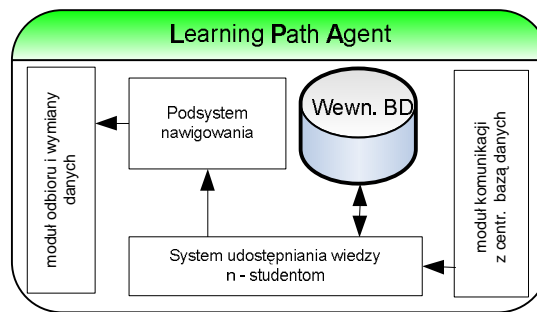 Learning Path Agent
moduł odbioru i wymiany
danych
Podsystem
nawigowania
Wewn. BD
System udostępniania wiedzy
n - studentom
moduł komunikacji
z centr. bazą danych